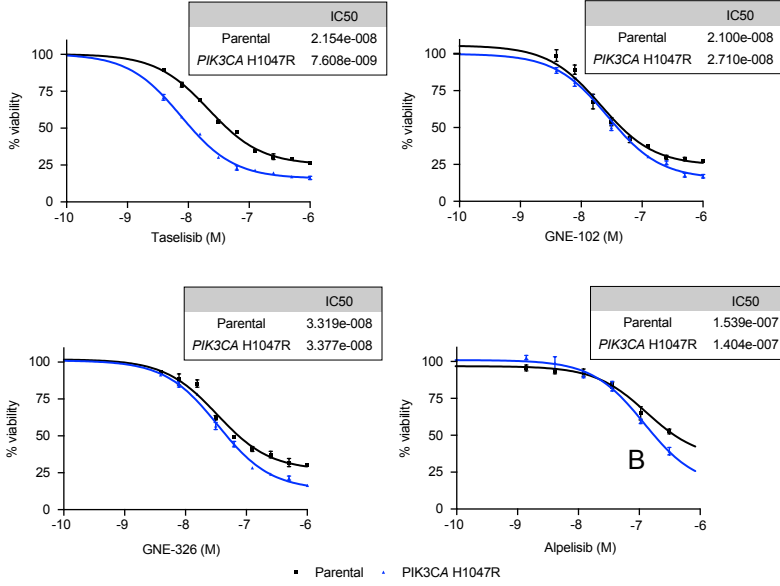 IC50
Parental 2.154e-008
PIK3CA H1047R 7.608e-009
100
75
50
25
0
% viability
-10 -9 -8 -7 -6
Taselisib (M)
IC50
Parental 2.100e-008
PIK3CA H1047R 2.710e-008
100
75
50
25
0
% viability
-10 -9 -8 -7 -6
GNE-102 (M)
IC50
Parental 3.319e-008
PIK3CA H1047R 3.377e-008
100
75
50
25
0
% viability
-10 -9 -8 -7 -6
GNE-326 (M)
IC50
Parental 1.539e-007
PIK3CA H1047R 1.404e-007
100
75
50
25
0
% viability
B
-10 -9 -8 -7 -6
Alpelisib (M)
Parental PIK3CA H1047R